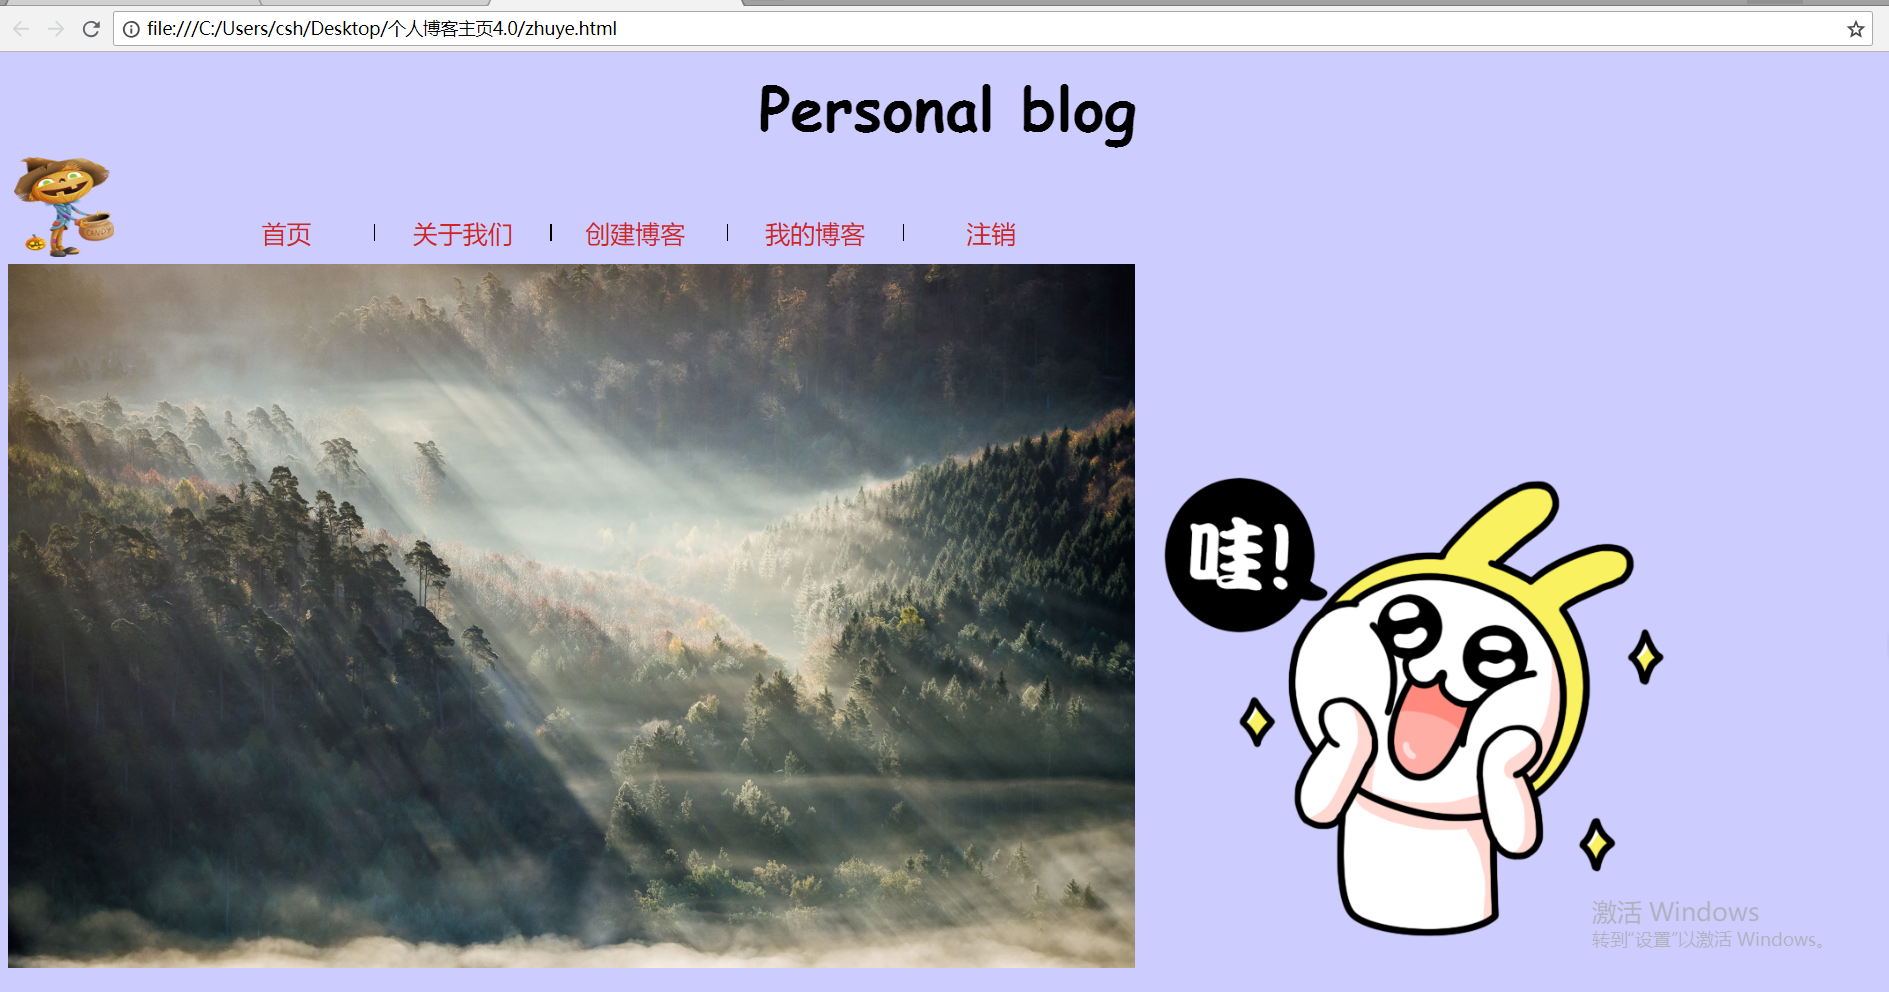 file:///C:/Users/csh/Desktop/个人博客主页4.0/zhuye.html
Personal blog
首页 | 关于我们 | 创建博客 | 我的博客 | 注销
哇!
激活 Windows
转到“设置”以激活 Windows。